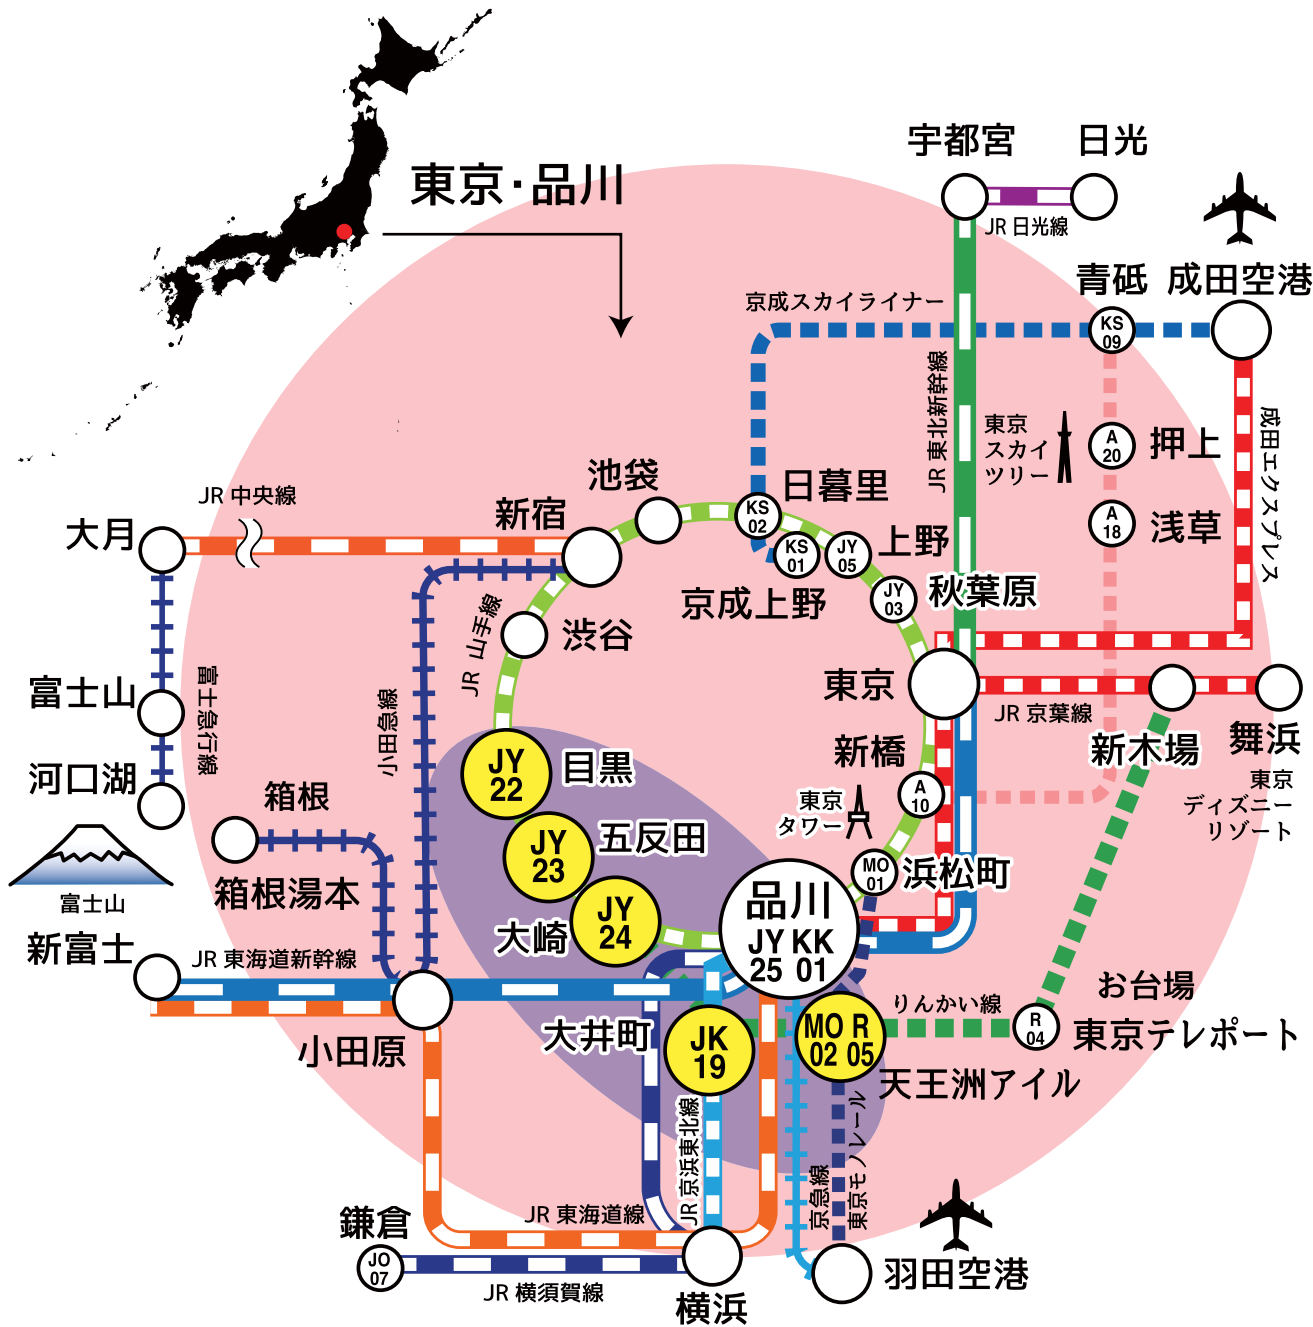 東京・品川
宇都宮
日光
JR 日光線
青砥
成田空港
京成スカイライナー
KS
09
JR 東北新幹線
東京
スカイ
ツリー
A
20
押上
成田エクスプレス
池袋
日暮里
JR 中央線
新宿
KS
02
A
18
浅草
大月
KS
01
JY
05
上野
京成上野
JY
03
秋葉原
JR 山手線
渋谷
富士山
富士急行線
小田急線
東京
JR 京葉線
新木場
舞浜
東京
ディズニー
リゾート
河口湖
JY
22
目黒
新橋
A
10
東京
タワー
箱根
箱根湯本
JY
23
五反田
MO
01
浜松町
富士山
新富士
JR 東海道新幹線
大崎
JY
24
品川
JY KK
25 01
りんかい線
お台場
東京テレポート
R
04
小田原
大井町
JK
19
MO R
02 05
天王洲アイル
JR 京浜東北線
京急線
東京モノレール
鎌倉
JO
07
JR 東海道線
JR 横須賀線
横浜
羽田空港